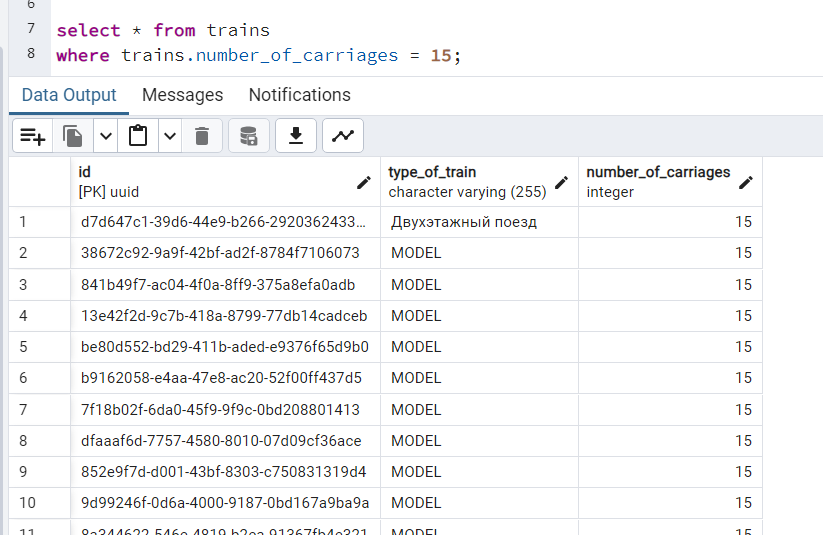 6
7 select * from trains
8 where trains.number_of_carriages = 15;
Data Output Messages Notifications
id type_of_train number_of_carriages
[PK] uuid character varying (255) integer
1 d7d647c1-39d6-44e9-b266-2920362433… Двухэтажный поезд 15
2 38672c92-9a9f-42bf-ad2f-8784f7106073 MODEL 15
3 841b49f7-ac04-4f0a-8ff9-375a8efa0adb MODEL 15
4 13e42f2d-9c7b-418a-8799-77db14cadceb MODEL 15
5 be80d552-bd29-411b-aded-e9376f65d9b0 MODEL 15
6 b9162058-e4aa-47e8-ac20-52f00ff437d5 MODEL 15
7 7f18b02f-6da0-45f9-9f9c-0bd208801413 MODEL 15
8 dfaaaf6d-7757-4580-8010-07d09cf36ace MODEL 15
9 852e9f7d-d001-43bf-8303-c750831319d4 MODEL 15
10 9d99246f-0d6a-4000-9187-0bd167a9ba9a MODEL 15
11 MODEL 15